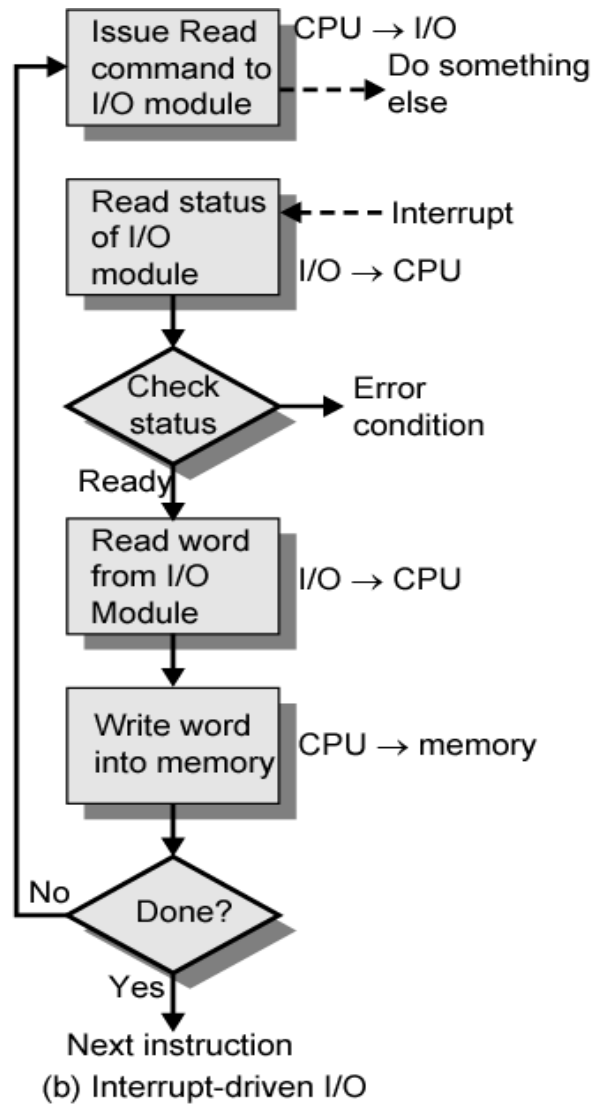 Issue Read
command to
I/O module
CPU → I/O
Do something
else
Read status
of I/O
module
Interrupt
I/O → CPU
Check
status
Error
condition
Ready
Read word
from I/O
Module
I/O → CPU
Write word
into memory
CPU → memory
No
Done?
Yes
Next instruction
(b) Interrupt-driven I/O